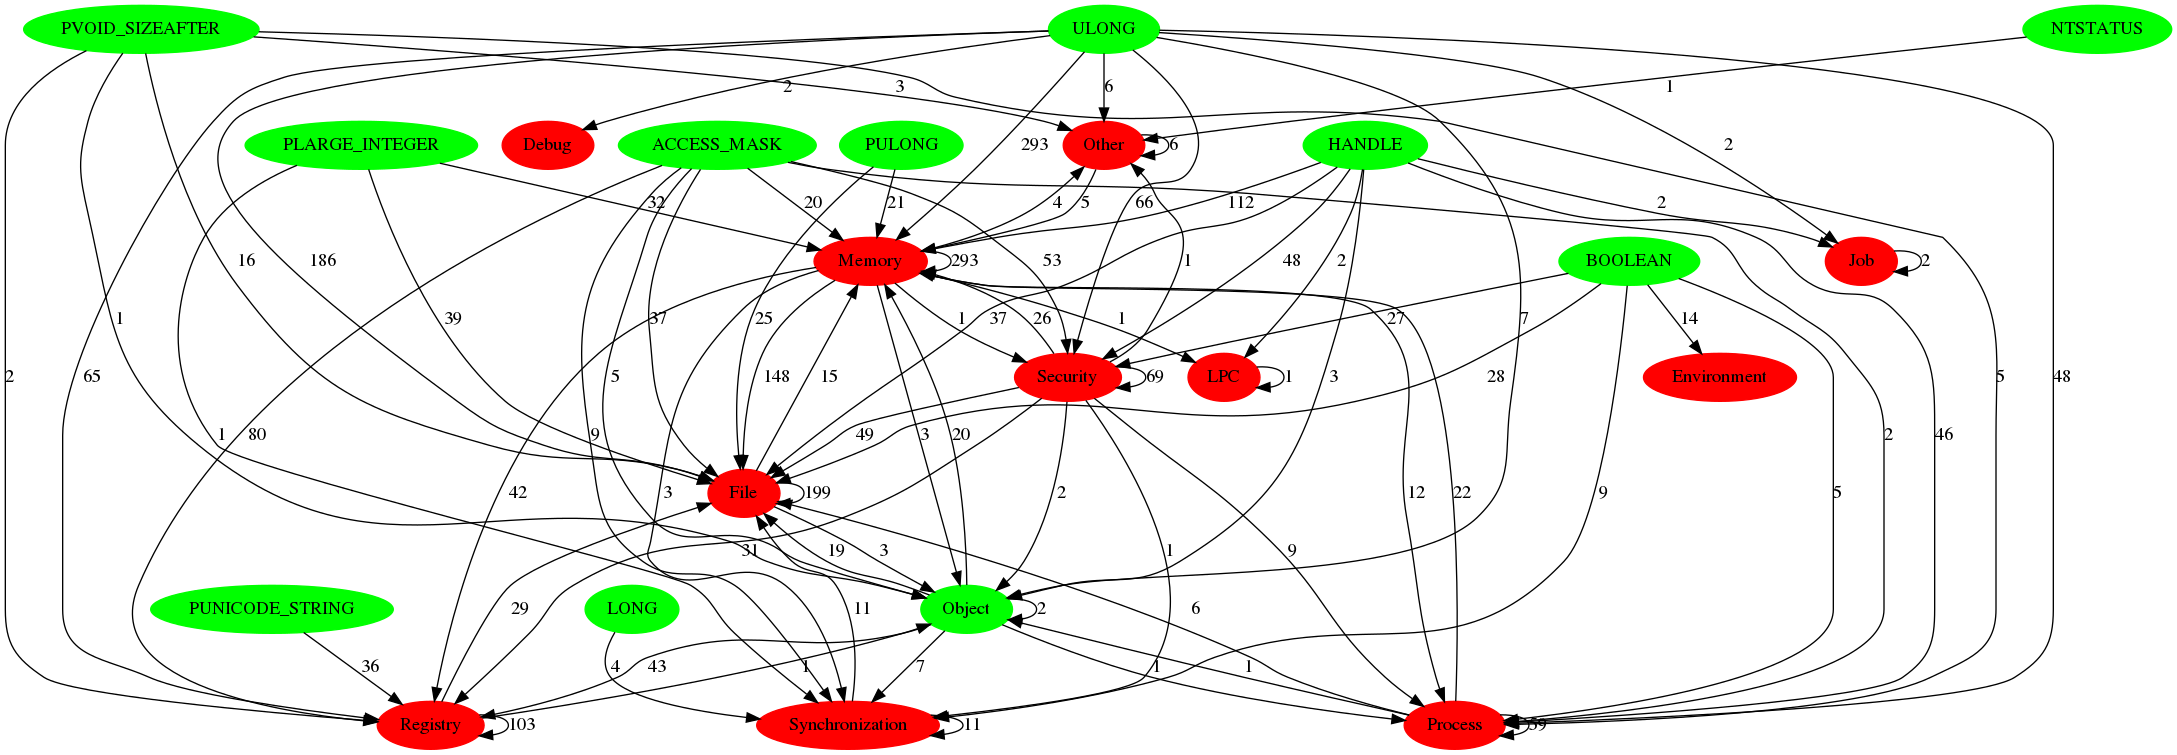 PVOID_SIZEAFTER ULONG NTSTATUS
2 3 6 1
PLARGE_INTEGER Debug ACCESS_MASK PULONG Other 6 HANDLE 293 2
32 20 21 4 5 66 112 2
16 186 Memory 293 53 1 48 2 BOOLEAN Job 2
1 39 37 25 1 26 37 1 7 27 14
2 65 5 148 15 Security 69 LPC 1 3 28 Environment 5 48
1 80 9 49 3 20 2 46
42 3 File 199 2 12 22 5 9
31 19 3 1 9
PUNICODE_STRING 29 LONG 11 Object 2 6
36 4 43 1 7 1 1
Registry 103 Synchronization 11 Process 59